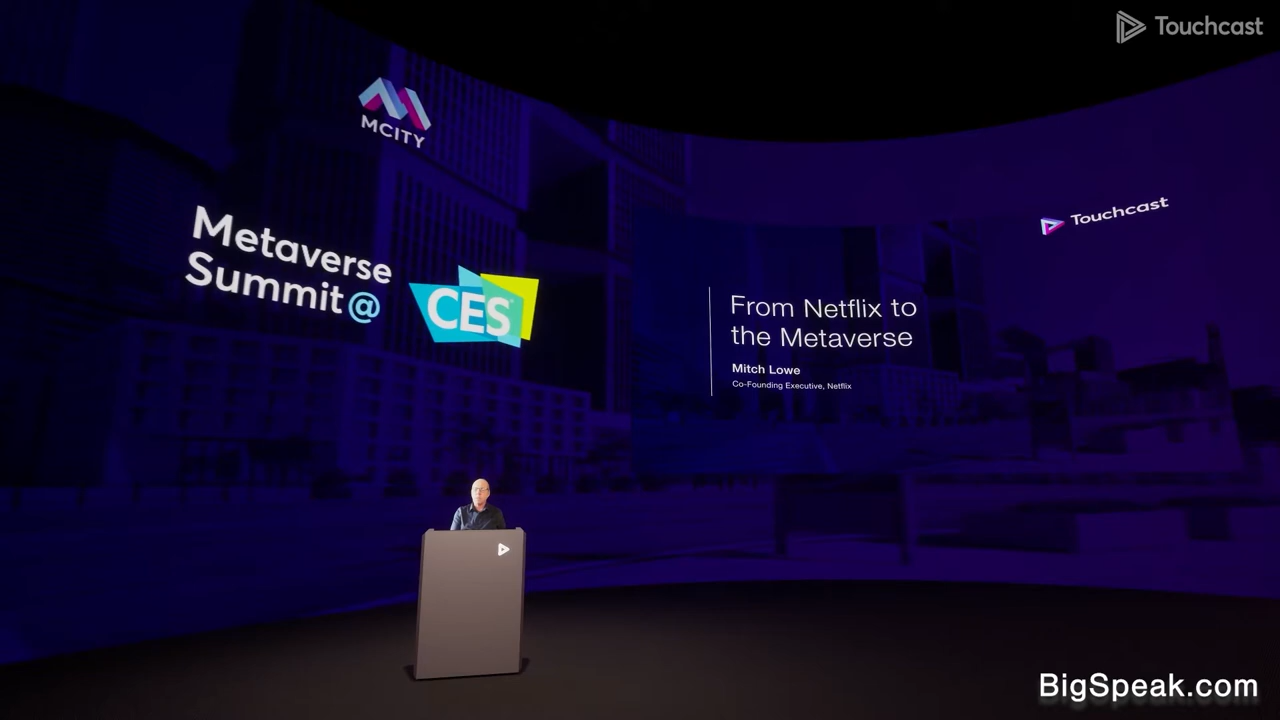 Touchcast
MCITY
Metaverse
Summit@
CES
Touchcast
From Netflix to
the Metaverse
Mitch Lowe
Co-Founding Executive, Netflix
BigSpeak.com